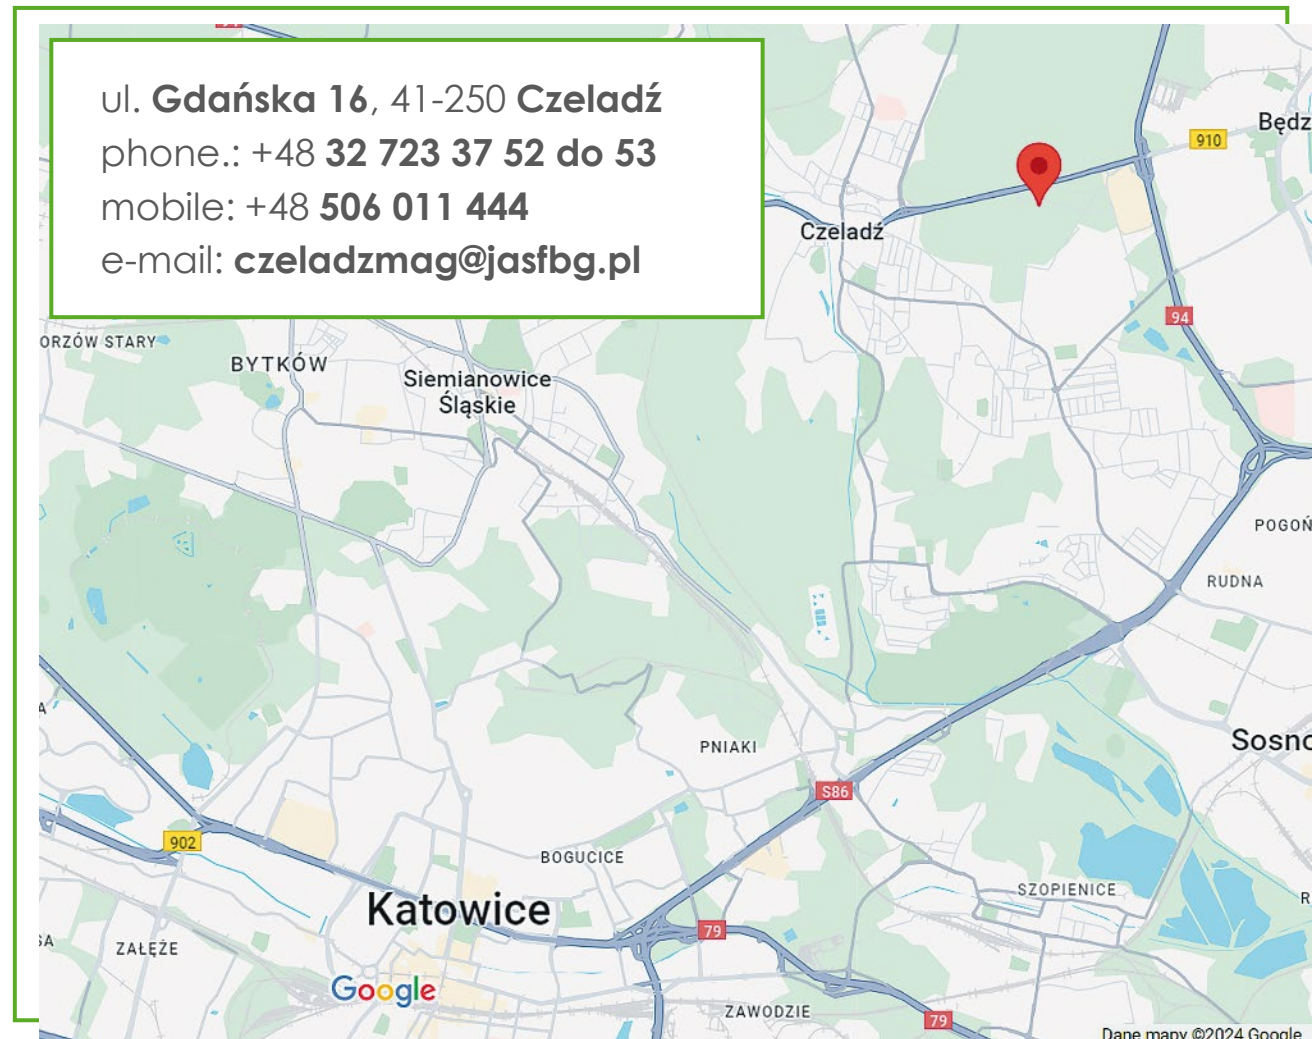 ul. Gdańska 16, 41-250 Czeladź
phone.: +48 32 723 37 52 do 53
mobile: +48 506 011 444
e-mail: czeladzmag@jasfbg.pl
Będz
910
Czeladź
94
ORZÓW STARY
BYTKÓW
Siemianowice
Śląskie
POGOŃ
RUDNA
PNIAKI
Sosno
S86
902
BOGUCICE
SZOPIENICE
Katowice
R
79
ZAŁĘŻE
Google
ZAWODZIE
79
Dane mapy ©2024 Google